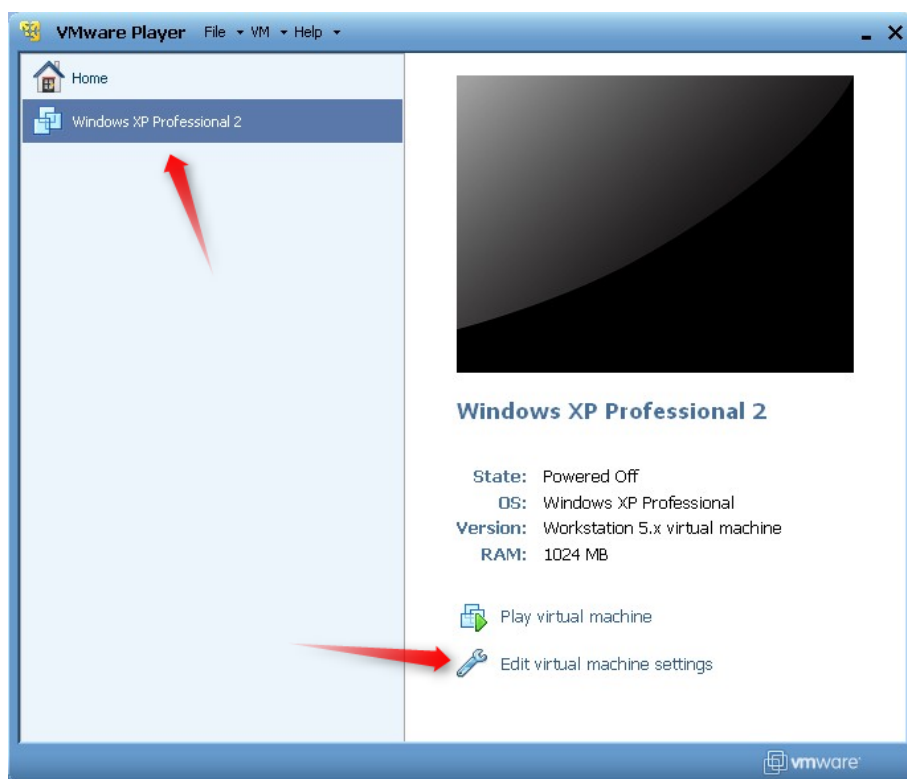 VMware Player File VM Help
Home
Windows XP Professional 2
Windows XP Professional 2
State: Powered Off
OS: Windows XP Professional
Version: Workstation 5.x virtual machine
RAM: 1024 MB
Play virtual machine
Edit virtual machine settings
vmware